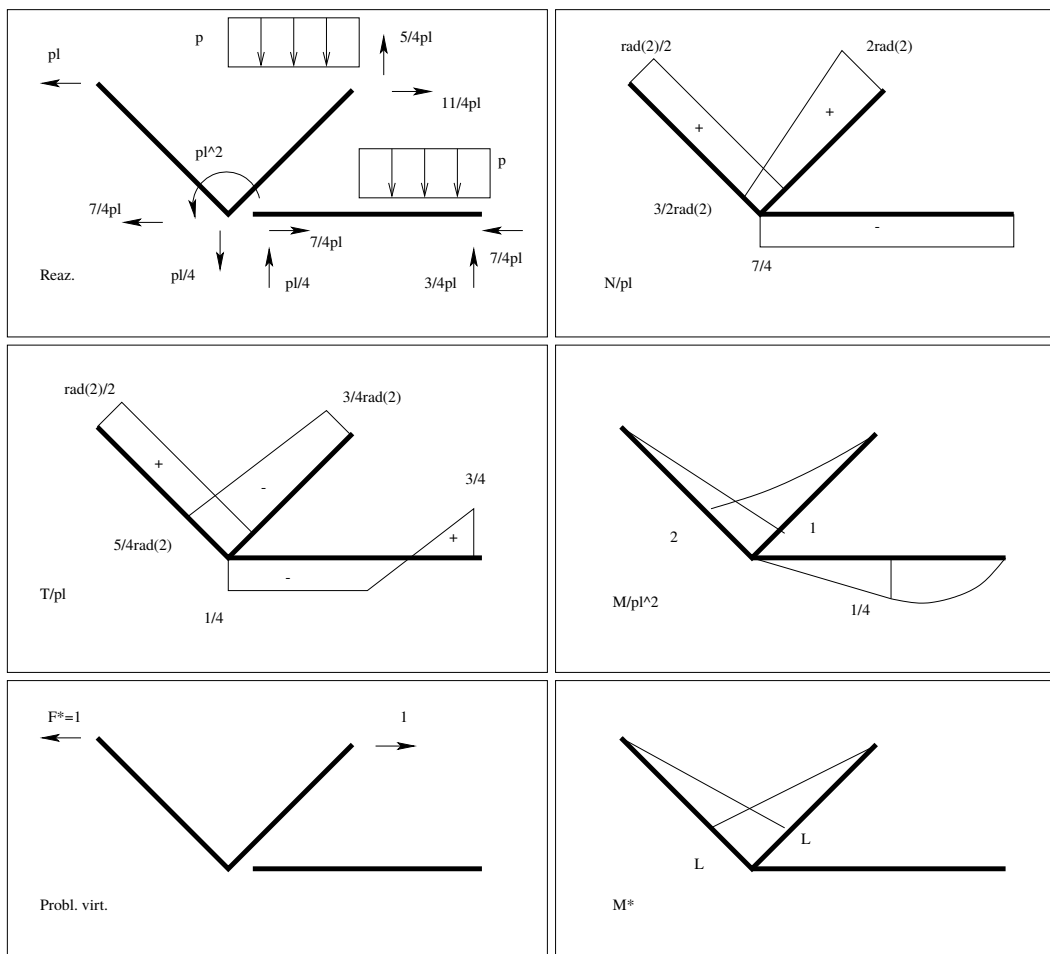 p
5/4pl
pl
11/4pl
pl^2
p
7/4pl
7/4pl
7/4pl
pl/4
pl/4
3/4pl
Reaz.
rad(2)/2
2rad(2)
+
+
3/2rad(2)
-
7/4
N/pl
rad(2)/2
3/4rad(2)
+
-
3/4
5/4rad(2)
+
-
T/pl
1/4
2
1
1/4
M/pl^2
F*=1
1
Probl. virt.
L
L
M*